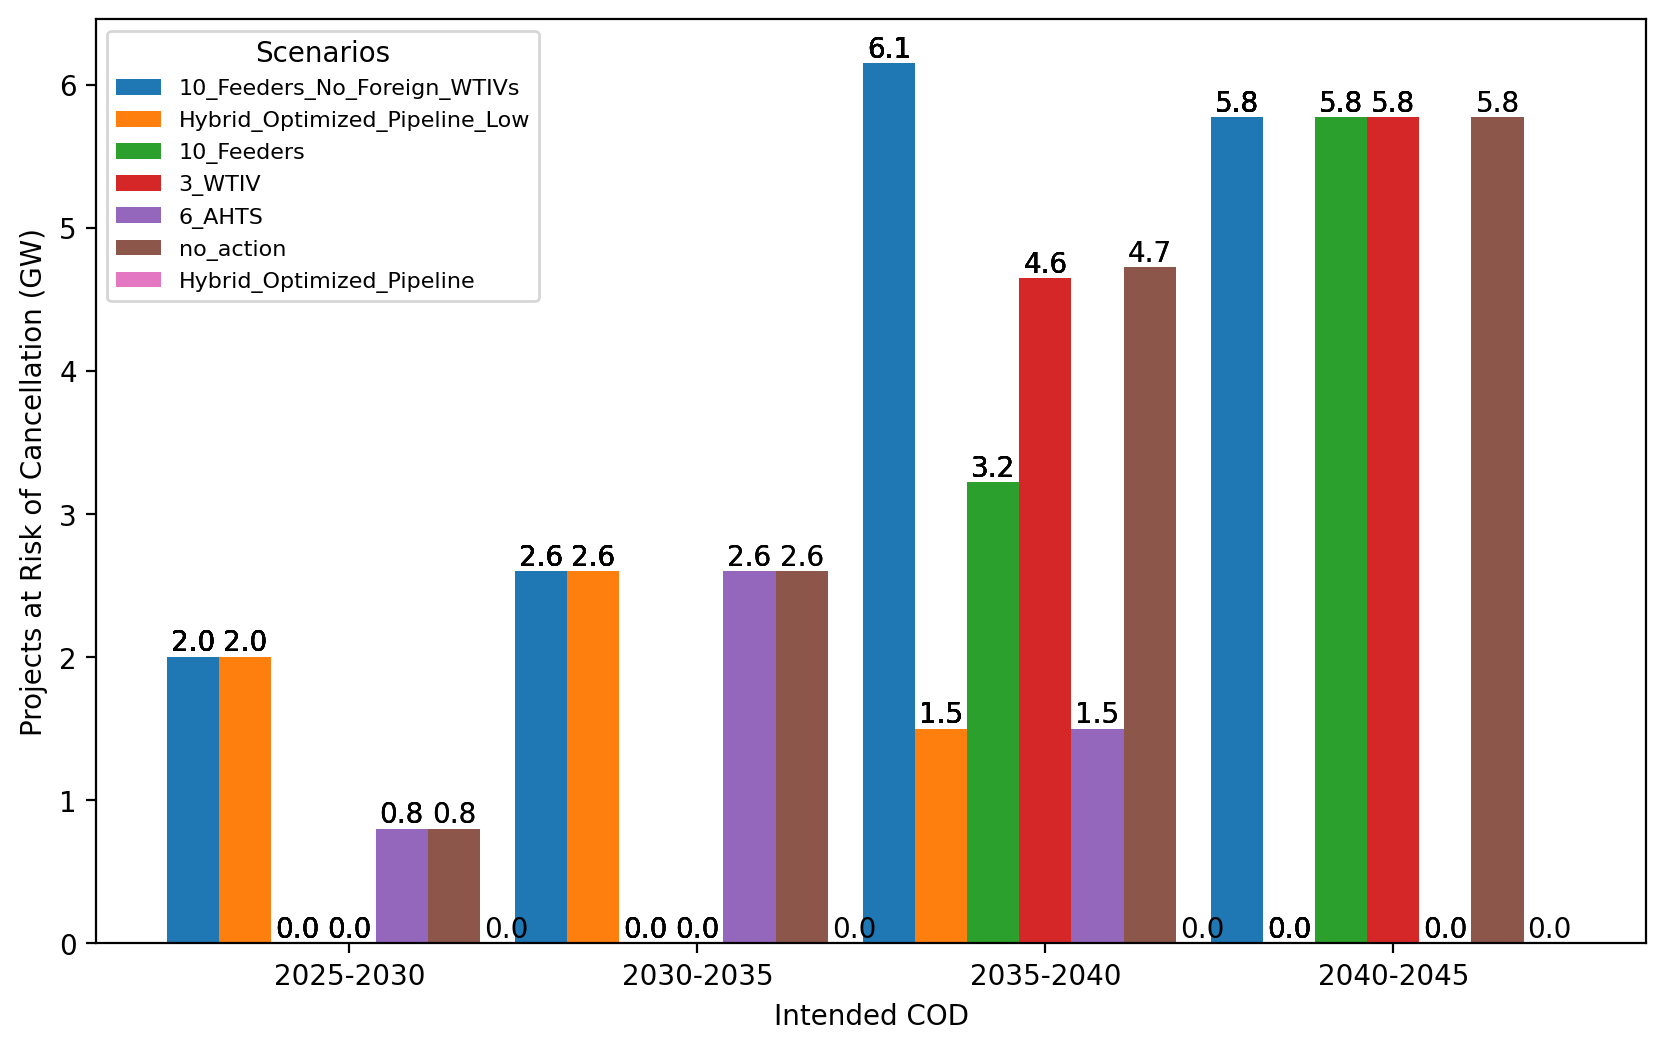 Scenarios
10_Feeders_No_Foreign_WTIVs
Hybrid_Optimized_Pipeline_Low
10_Feeders
3_WTIV
6_AHTS
no_action
Hybrid_Optimized_Pipeline
Projects at Risk of Cancellation (GW)
6
5
4
3
2
1
0
2.0 2.0 0.0 0.0 0.8 0.8 0.0
2.6 2.6 0.0 0.0 2.6 2.6 0.0
6.1 1.5 3.2 4.6 1.5 4.7 0.0
5.8 0.0 5.8 5.8 0.0 5.8 0.0
2025-2030 2030-2035 2035-2040 2040-2045
Intended COD